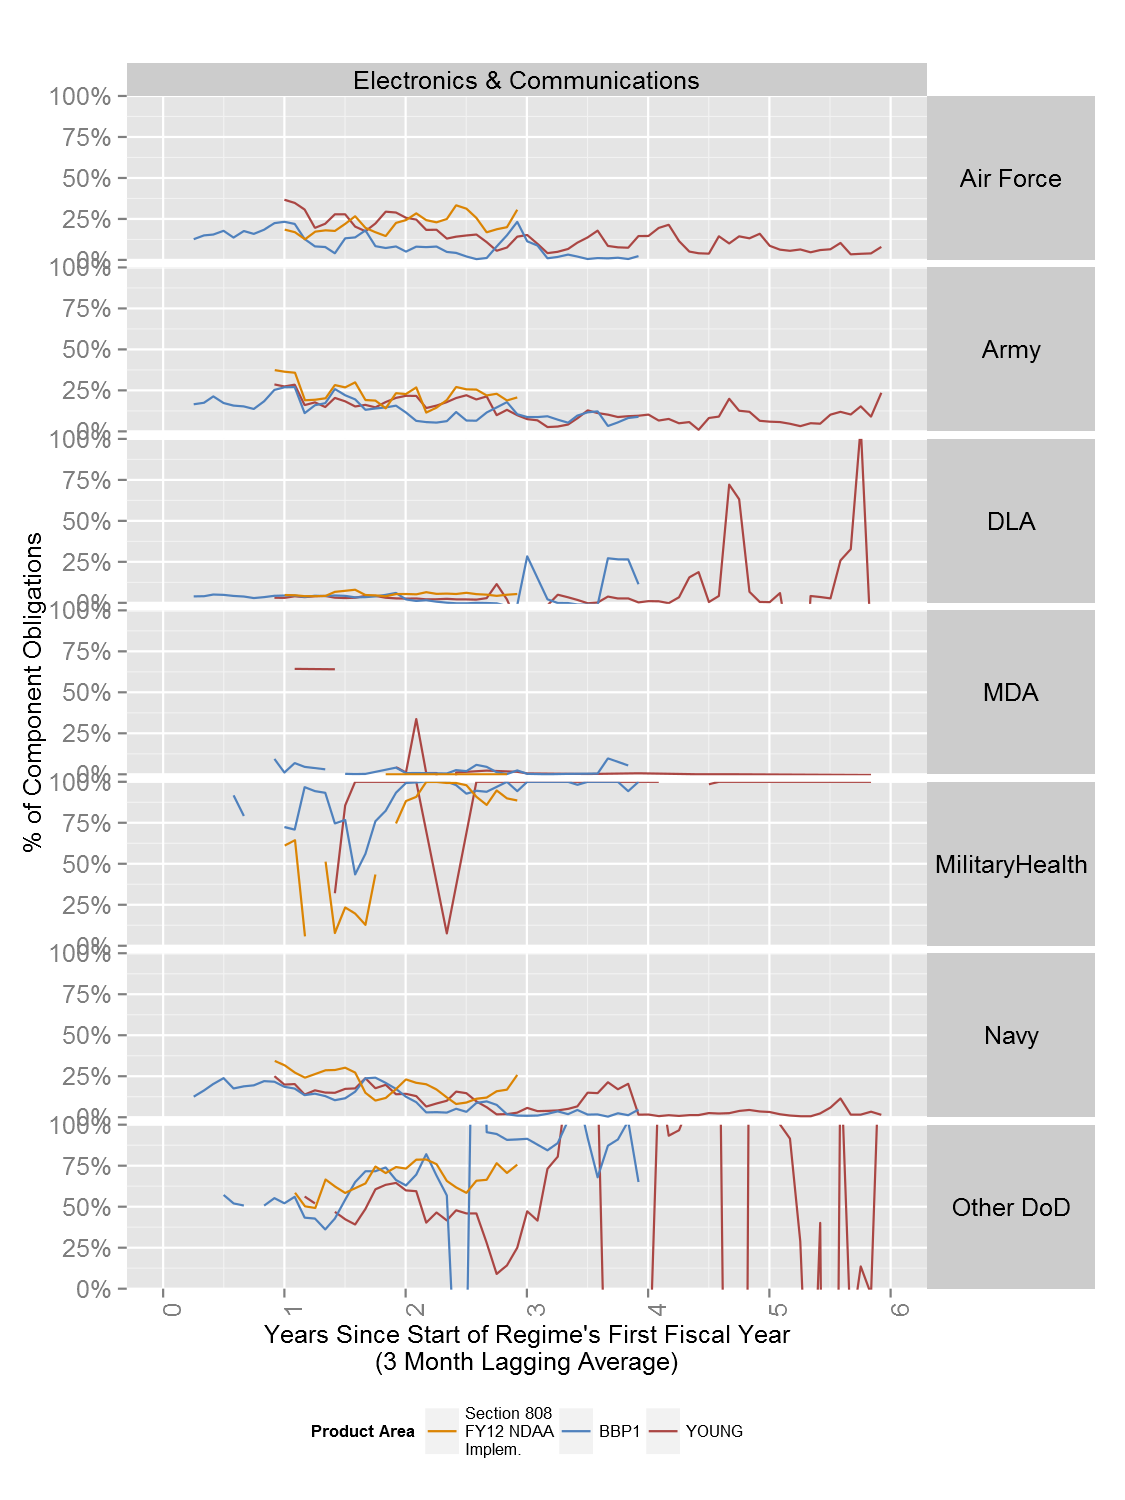 Electronics & Communications
100%
75%
50%
25%
0%
Air Force
100%
75%
50%
25%
0%
Army
100%
75%
50%
25%
0%
DLA
100%
75%
50%
25%
0%
MDA
100%
75%
50%
25%
0%
MilitaryHealth
100%
75%
50%
25%
0%
Navy
100%
75%
50%
25%
0%
Other DoD
% of Component Obligations
0 1 2 3 4 5 6
Years Since Start of Regime's First Fiscal Year
(3 Month Lagging Average)
Product Area
Section 808
FY12 NDAA
Implem.
BBP1
YOUNG